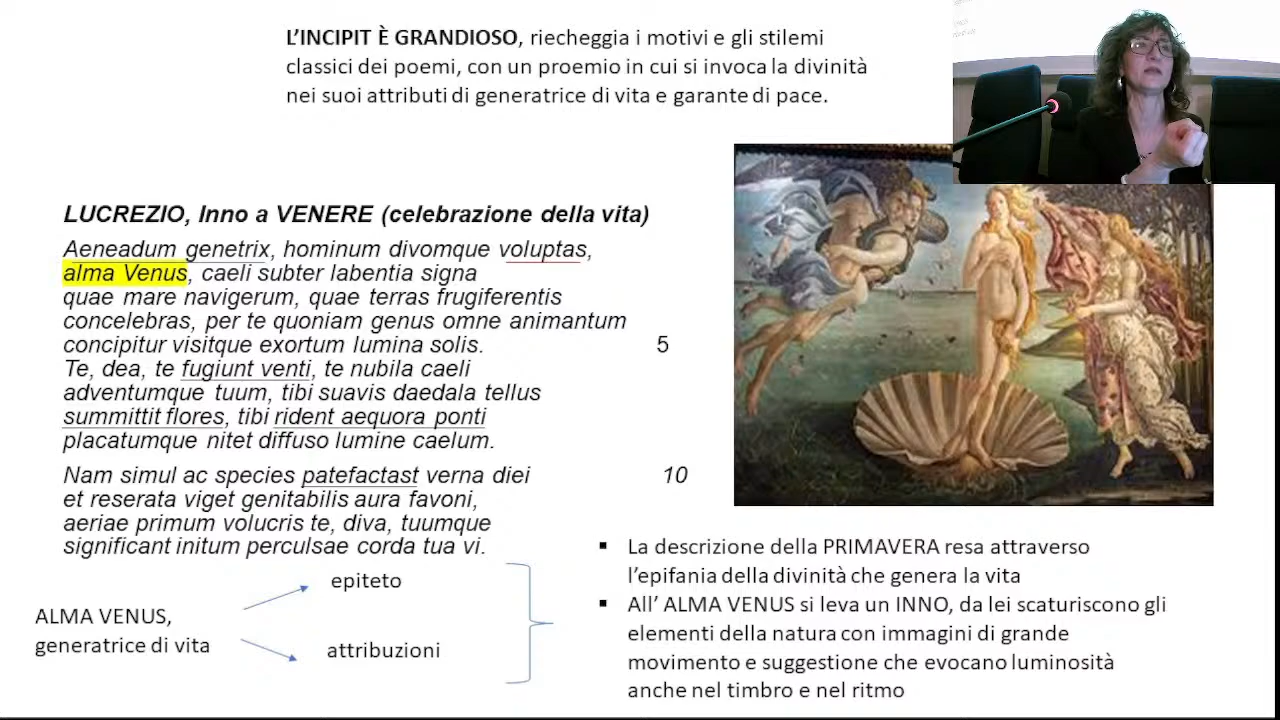 L'INCIPIT È GRANDIOSO, riecheggia i motivi e gli stilemi
classici dei poemi, con un proemio in cui si invoca la divinità
nei suoi attributi di generatrice di vita e garante di pace.
LUCREZIO, Inno a VENERE (celebrazione della vita)
Aeneadum genetrix, hominum divomque voluptas,
alma Venus, caeli subter labentia signa
quae mare navigerum, quae terras frugiferentis
concelebras, per te quoniam genus omne animantum
concipitur visitque exortum lumina solis. 5
Te, dea, te fugiunt venti, te nubila caeli
adventumque tuum, tibi suavis daedala tellus
summittit flores, tibi rident aequora ponti
placatumque nitet diffuso lumine caelum.
Nam simul ac species patefactast verna diei 10
et reserata viget genitabilis aura favoni,
aeriae primum volucris te, diva, tuumque
significant initum perculsae corda tua vi.
ALMA VENUS,
generatrice di vita
epiteto
attribuzioni
▪ La descrizione della PRIMAVERA resa attraverso
l'epifania della divinità che genera la vita
▪ All' ALMA VENUS si leva un INNO, da lei scaturiscono gli
elementi della natura con immagini di grande
movimento e suggestione che evocano luminosità
anche nel timbro e nel ritmo